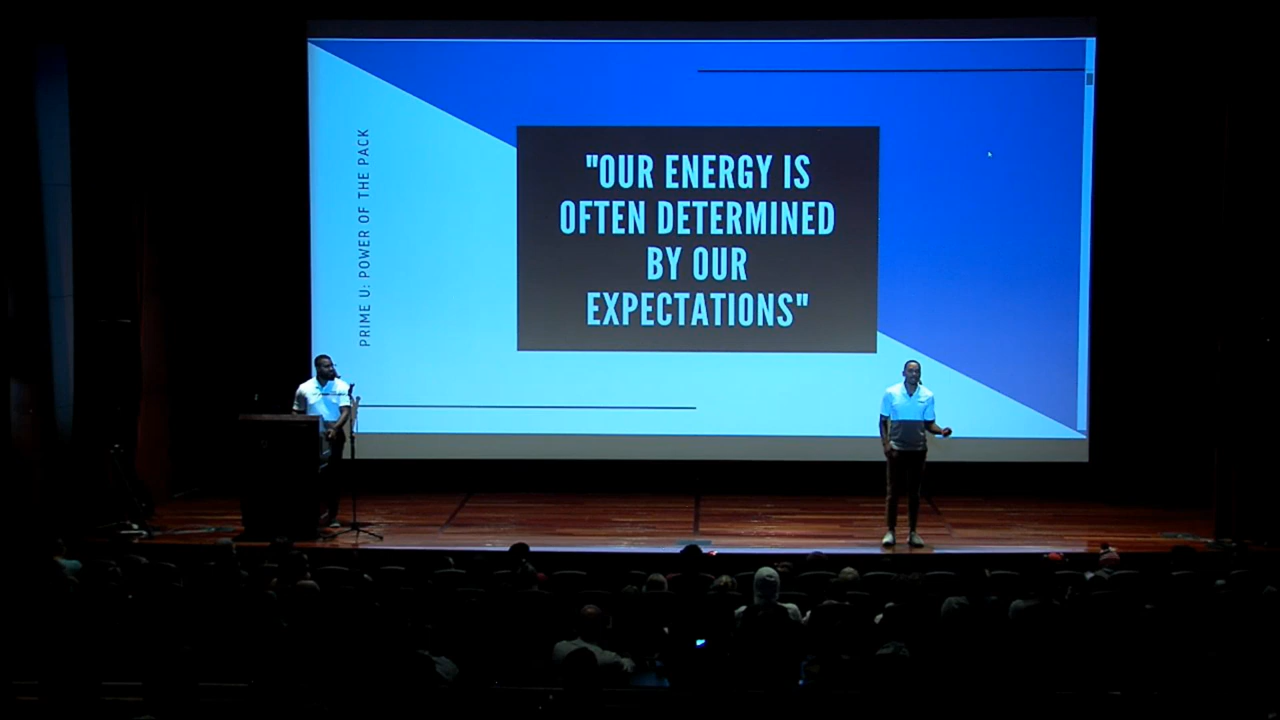 PRIME U: POWER OF THE PACK
"OUR ENERGY IS
OFTEN DETERMINED
BY OUR
EXPECTATIONS"